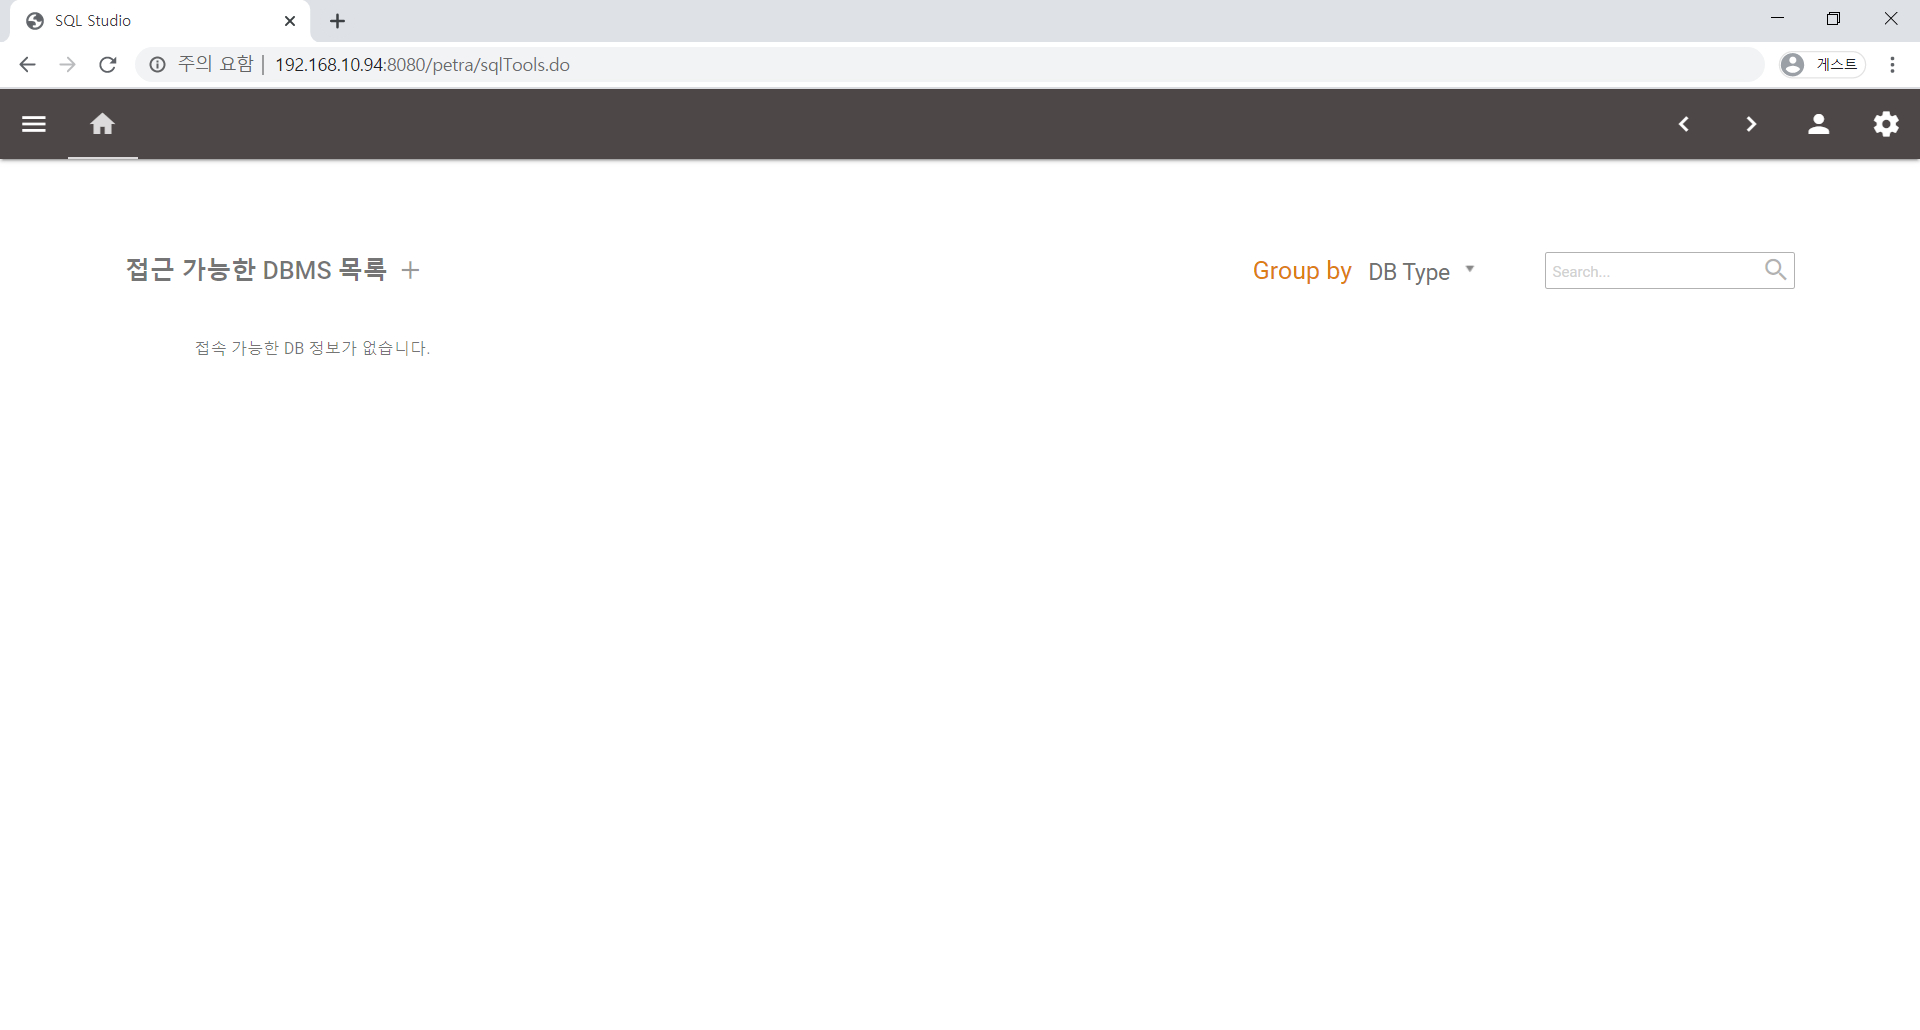 SQL Studio
주의 요함 | 192.168.10.94:8080/petra/sqlTools.do
게스트
접근 가능한 DBMS 목록 +
Group by DB Type
Search...
접속 가능한 DB 정보가 없습니다.